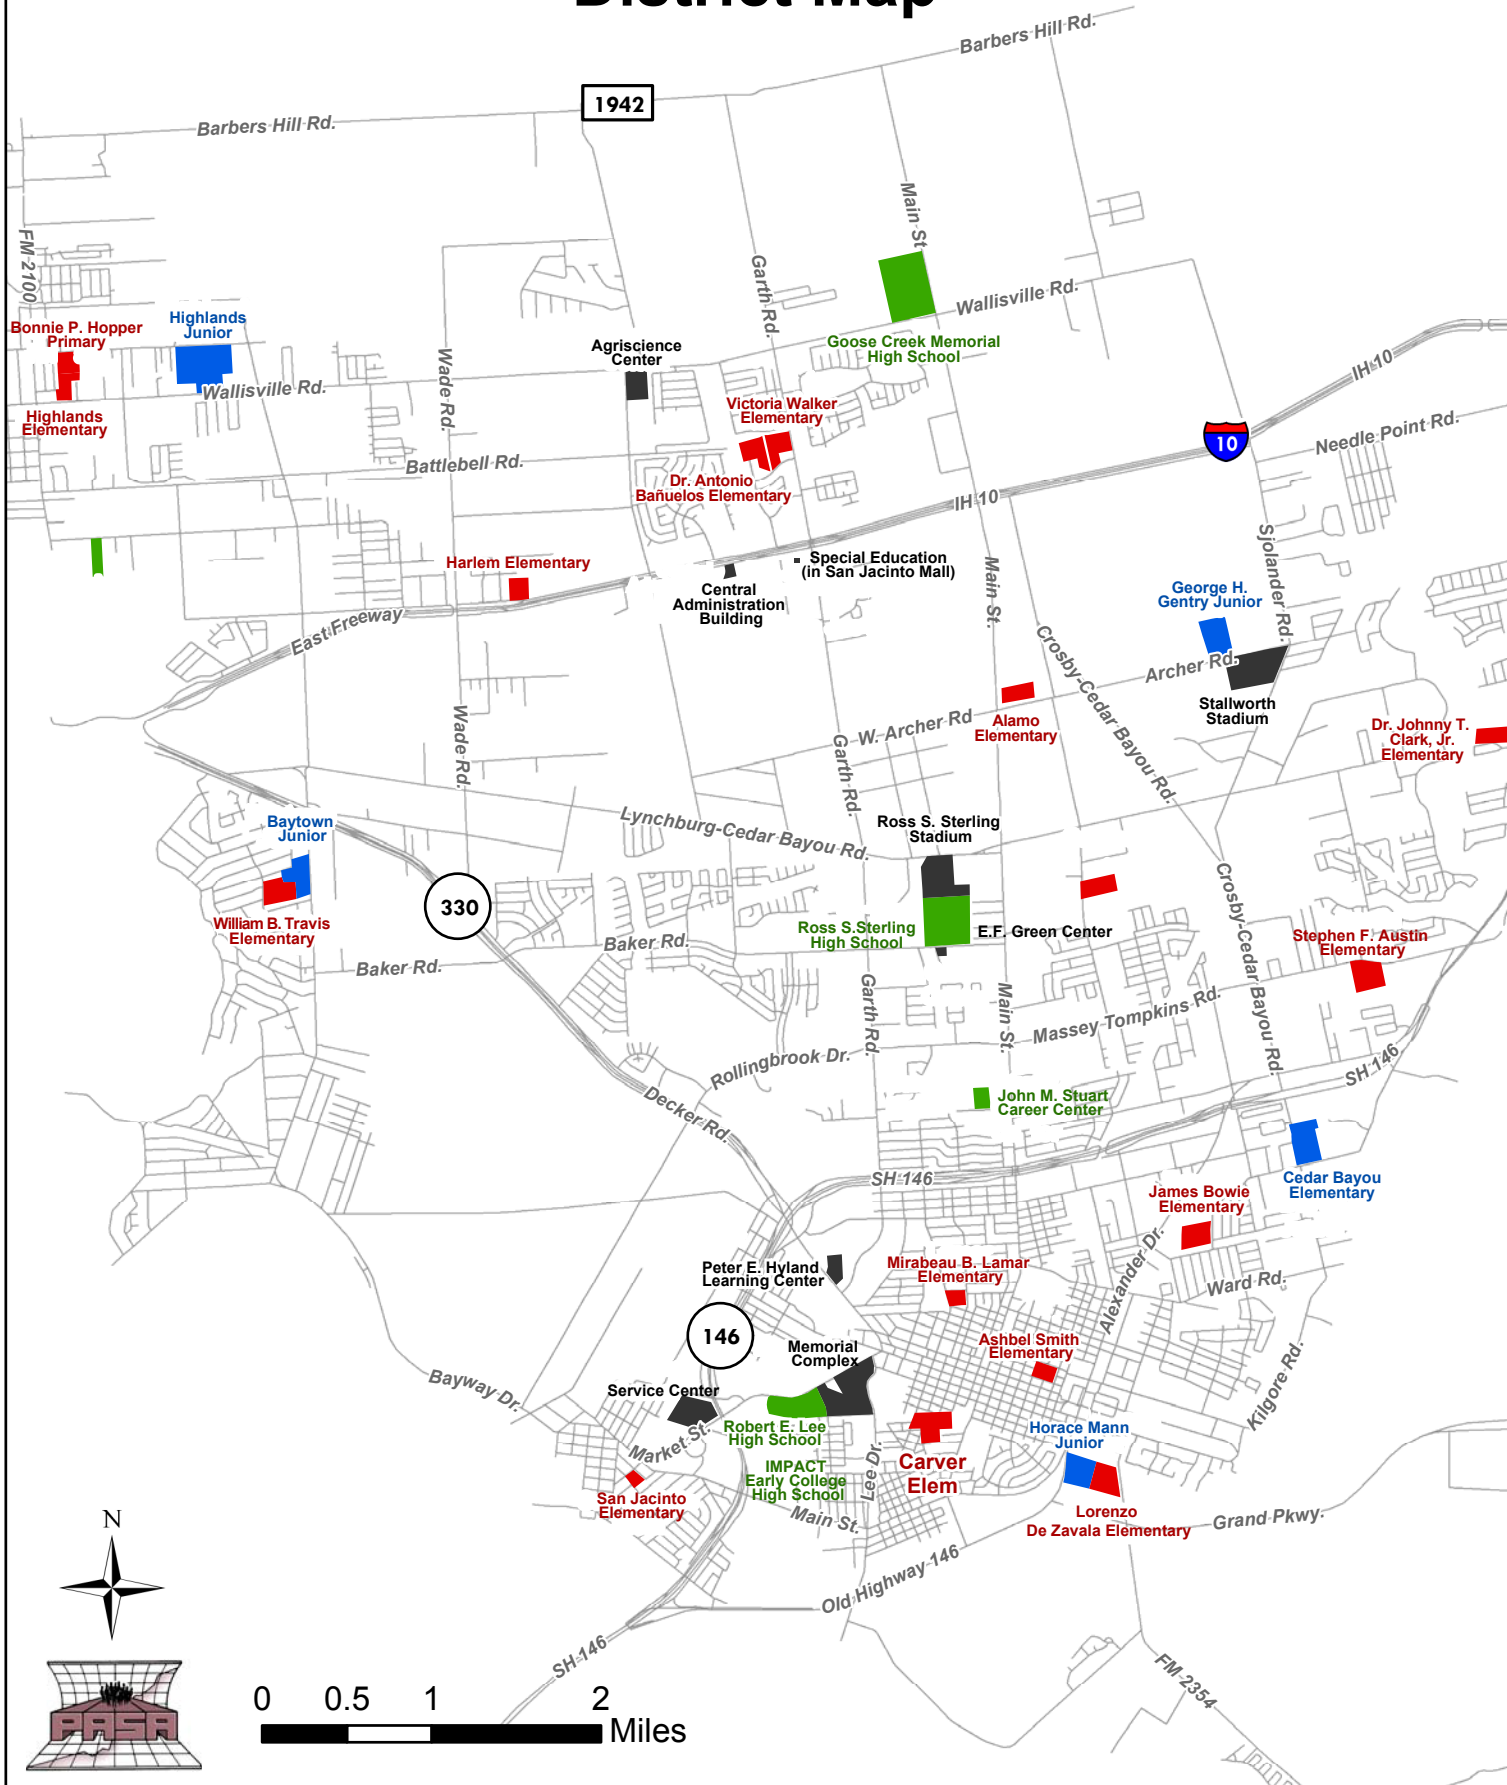 District Map
Barbers Hill Rd.
1942
Barbers Hill Rd.
Main St.
FM 2100
Garth Rd.
Wallisville Rd.
Highlands
Junior
Bonnie P. Hopper
Primary
Goose Creek Memorial
High School
Agriscience
Center
IH 10
Wade Rd.
Wallisville Rd.
Victoria Walker
Elementary
Highlands
Elementary
10
Needle Point Rd.
Battlebell Rd.
Dr. Antonio
Bañuelos Elementary
IH 10
Sjolander Rd.
Harlem Elementary
Special Education
(in San Jacinto Mall)
Main St.
Central
Administration
Building
George H.
Gentry Junior
East Freeway
Crosby-Cedar Bayou Rd.
Archer Rd.
Stallworth
Stadium
Wade Rd.
W. Archer Rd
Alamo
Elementary
Dr. Johnny T.
Clark, Jr.
Elementary
Garth Rd.
Baytown
Junior
Lynchburg-Cedar Bayou Rd.
Ross S. Sterling
Stadium
Crosby-Cedar Bayou Rd.
330
William B. Travis
Elementary
Ross S.Sterling
High School
E.F. Green Center
Stephen F. Austin
Elementary
Baker Rd.
Baker Rd.
Garth Rd.
Main St.
Massey Tompkins Rd.
Rollingbrook Dr.
SH 146
Decker Rd.
John M. Stuart
Career Center
SH 146
Cedar Bayou
Elementary
James Bowie
Elementary
Alexander Dr.
Peter E. Hyland
Learning Center
Mirabeau B. Lamar
Elementary
Ward Rd.
146
Memorial
Complex
Ashbel Smith
Elementary
Kilgore Rd.
Bayway Dr.
Service Center
Robert E. Lee
High School
Horace Mann
Junior
Market St.
Lee Dr.
Carver
Elem
IMPACT
Early College
High School
San Jacinto
Elementary
Main St.
Lorenzo
De Zavala Elementary
Grand Pkwy.
N
Old Highway 146
SH 146
FM 2354
PASA
0 0.5 1 2
Miles